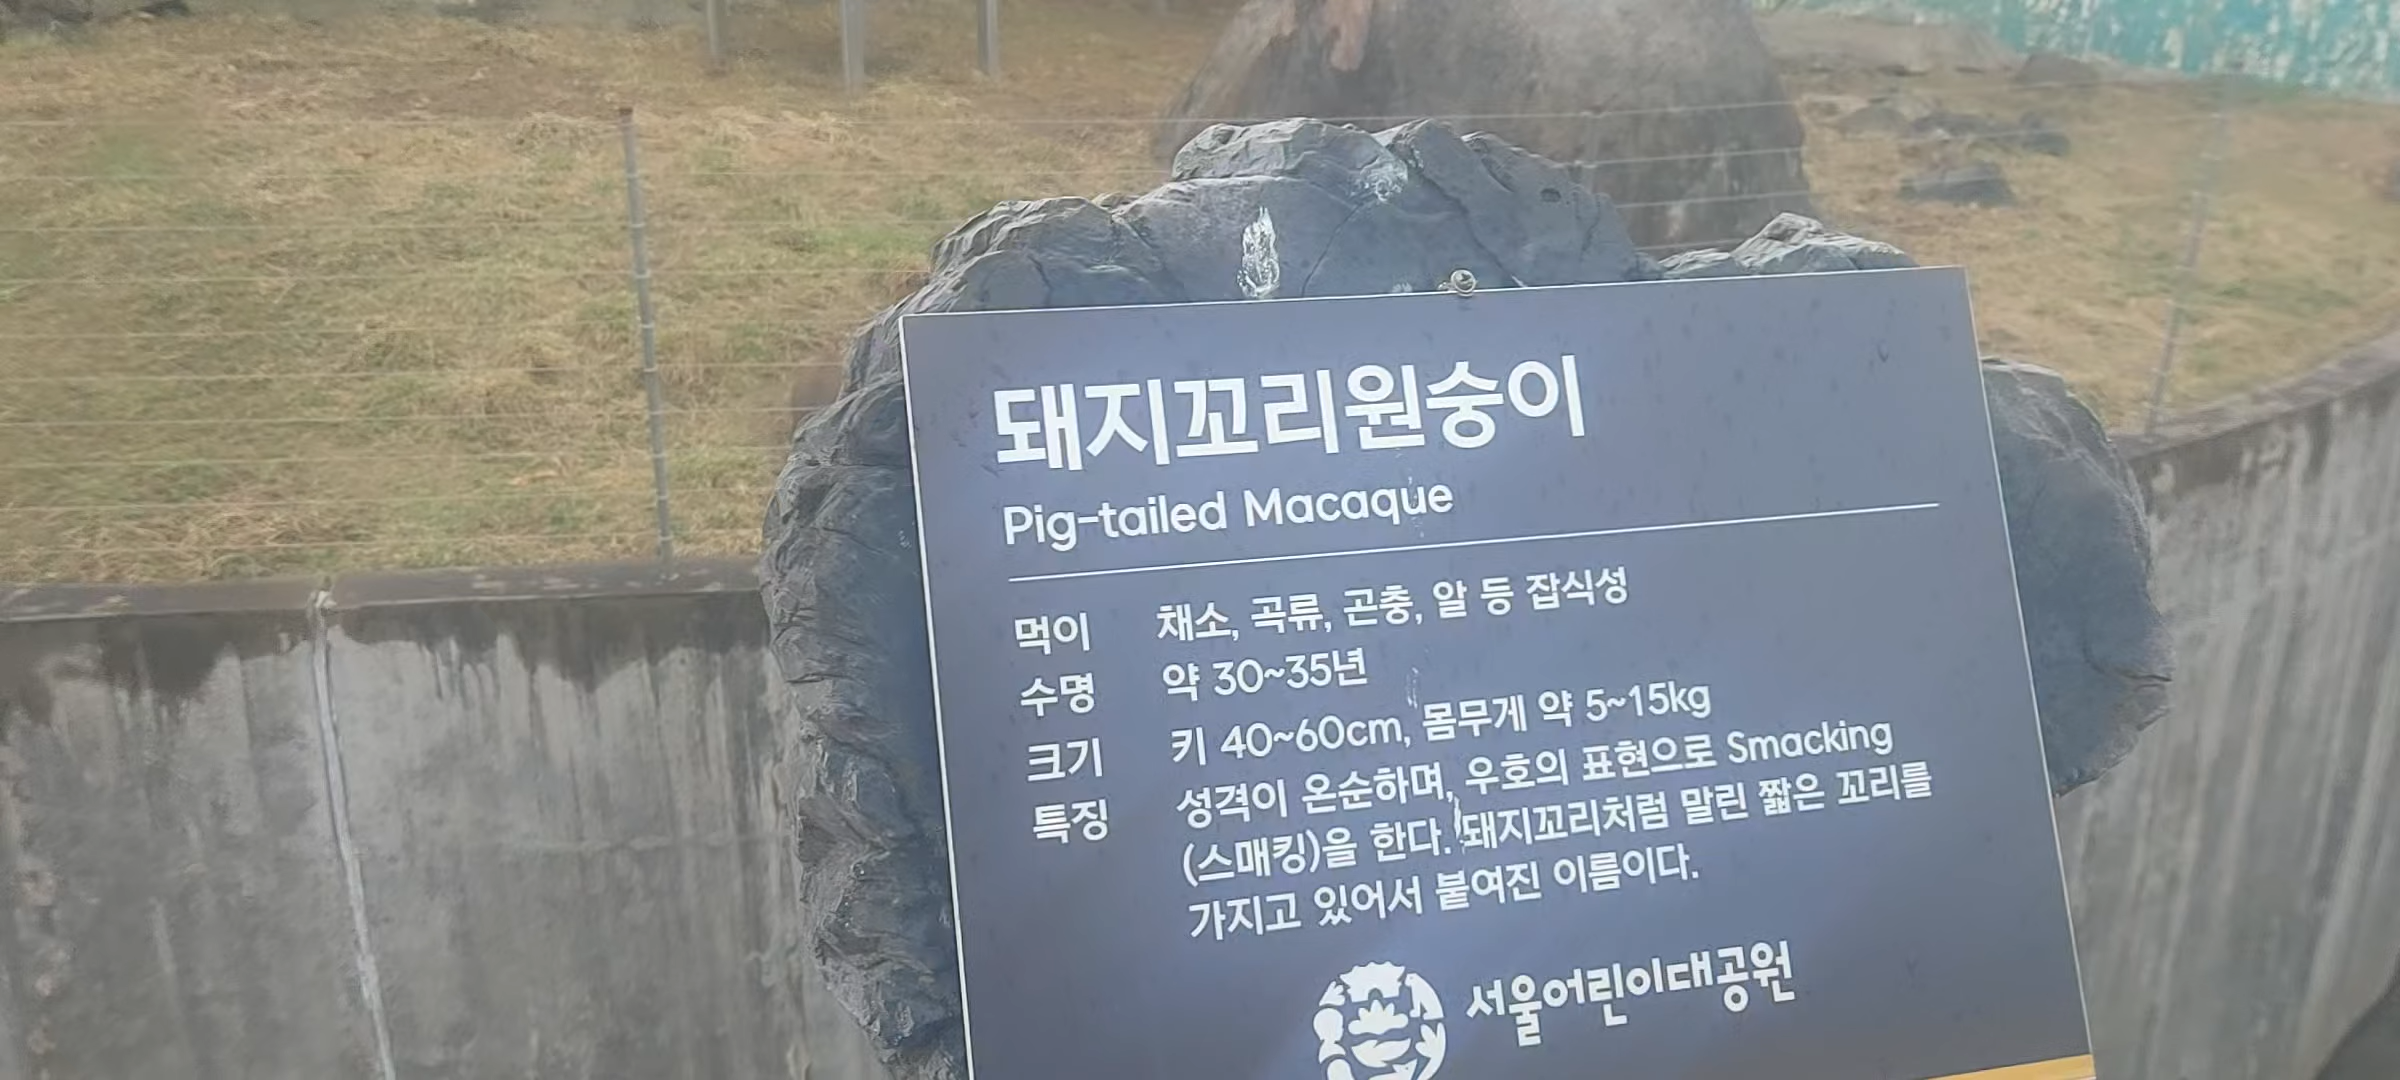 돼지꼬리원숭이
Pig-tailed Macaque
먹이 채소, 곡류, 곤충, 알 등 잡식성
수명 약 30~35년
크기 키 40~60cm, 몸무게 약 5~15kg
특징 성격이 온순하며, 우호의 표현으로 Smacking
(스매킹)을 한다. 돼지꼬리처럼 말린 짧은 꼬리를
가지고 있어서 붙여진 이름이다.
서울어린이대공원